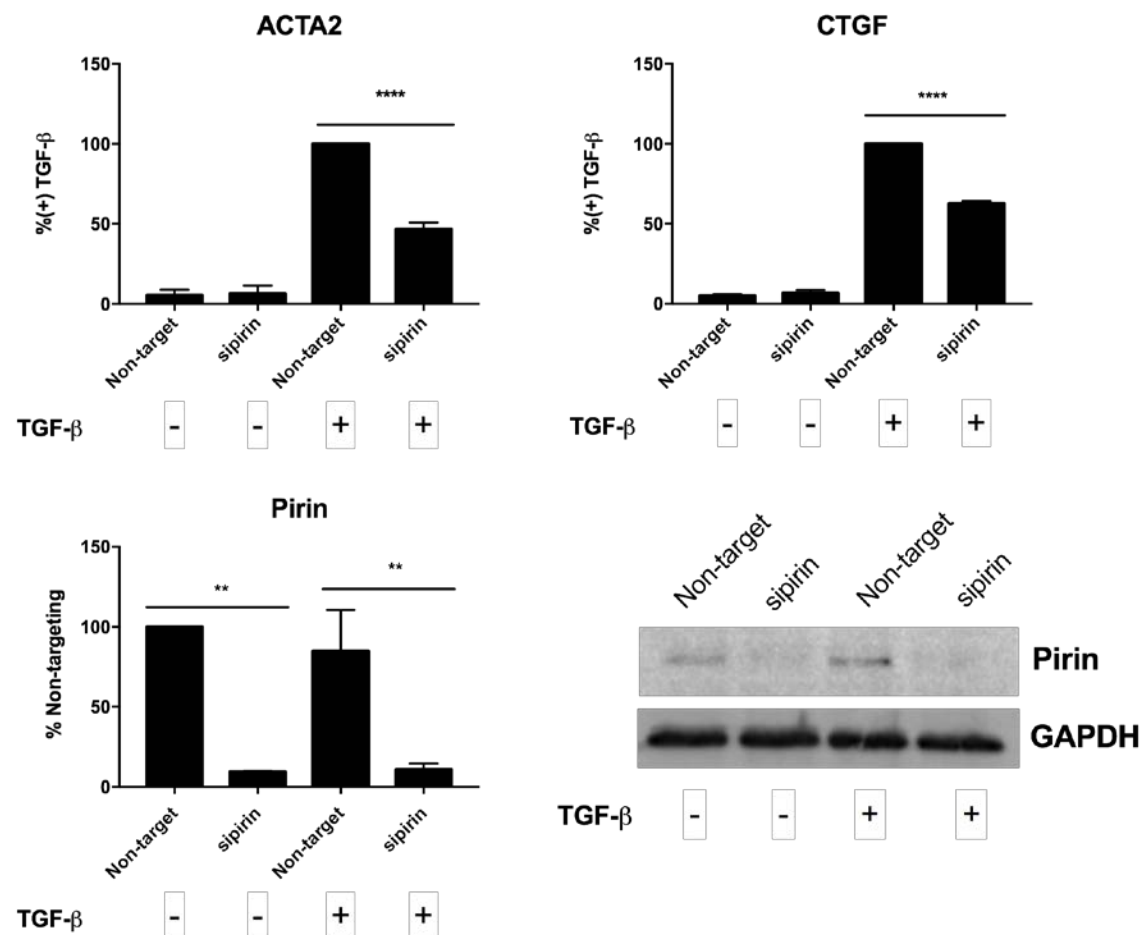 ACTA2
150
100
50
0
%(+) TGF-β
****
Non-target
sipirin
Non-target
sipirin
TGF-β - - + +
CTGF
150
100
50
0
%(+) TGF-β
****
Non-target
sipirin
Non-target
sipirin
TGF-β - - + +
Pirin
150
100
50
0
% Non-targeting
**
**
Non-target
sipirin
Non-target
sipirin
TGF-β - - + +
Non-target
sipirin
Non-target
sipirin
Pirin
GAPDH
TGF-β - - + +